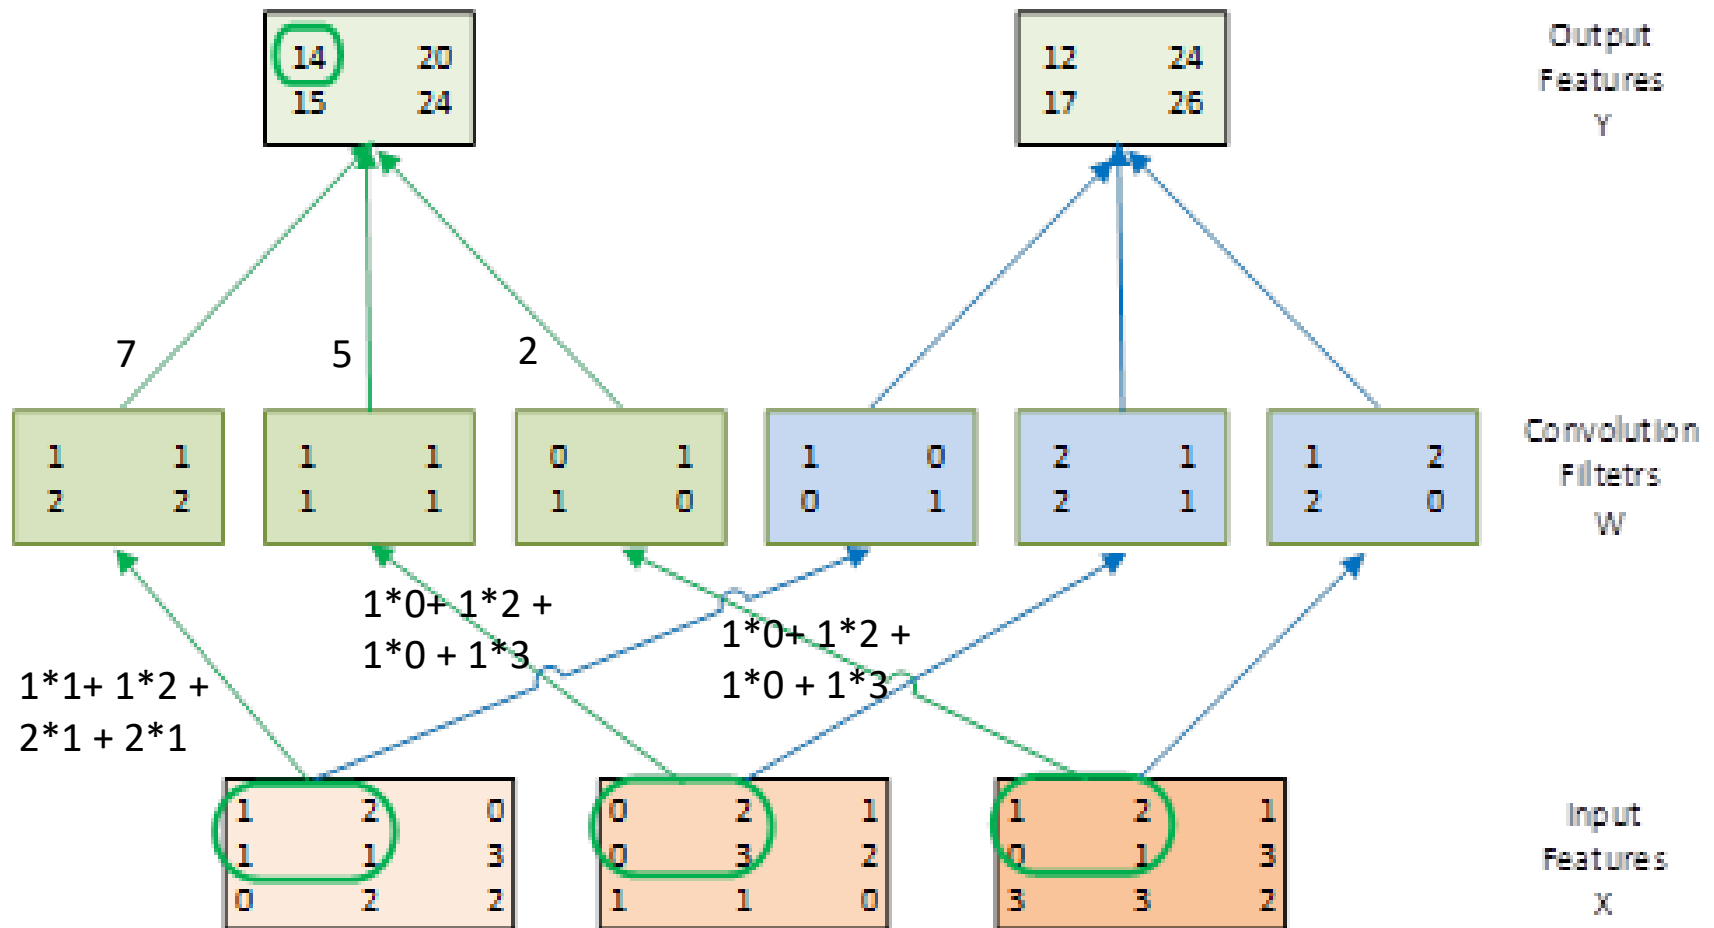 14 20
15 24
12 24
17 26
Output
Features
Y
7
5
2
1 1
2 2
1 1
1 1
0 1
1 0
1 0
0 1
2 1
2 1
1 2
2 0
Convolution
Filtetrs
W
1*1+ 1*2 +
2*1 + 2*1
1*0+ 1*2 +
1*0 + 1*3
1*0+ 1*2 +
1*0 + 1*3
1 2 0
1 1 3
0 2 2
0 2 1
0 3 2
1 1 0
1 2 1
0 1 3
3 3 2
Input
Features
X